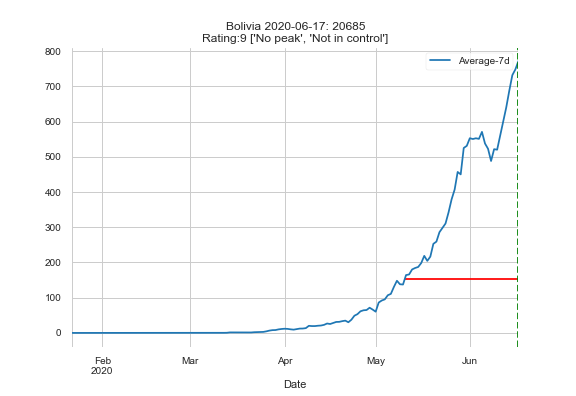 Bolivia 2020-06-17: 20685
Rating:9 ['No peak', 'Not in control']
800
Average-7d
700
600
500
400
300
200
100
0
Feb Mar Apr May Jun
2020
Date